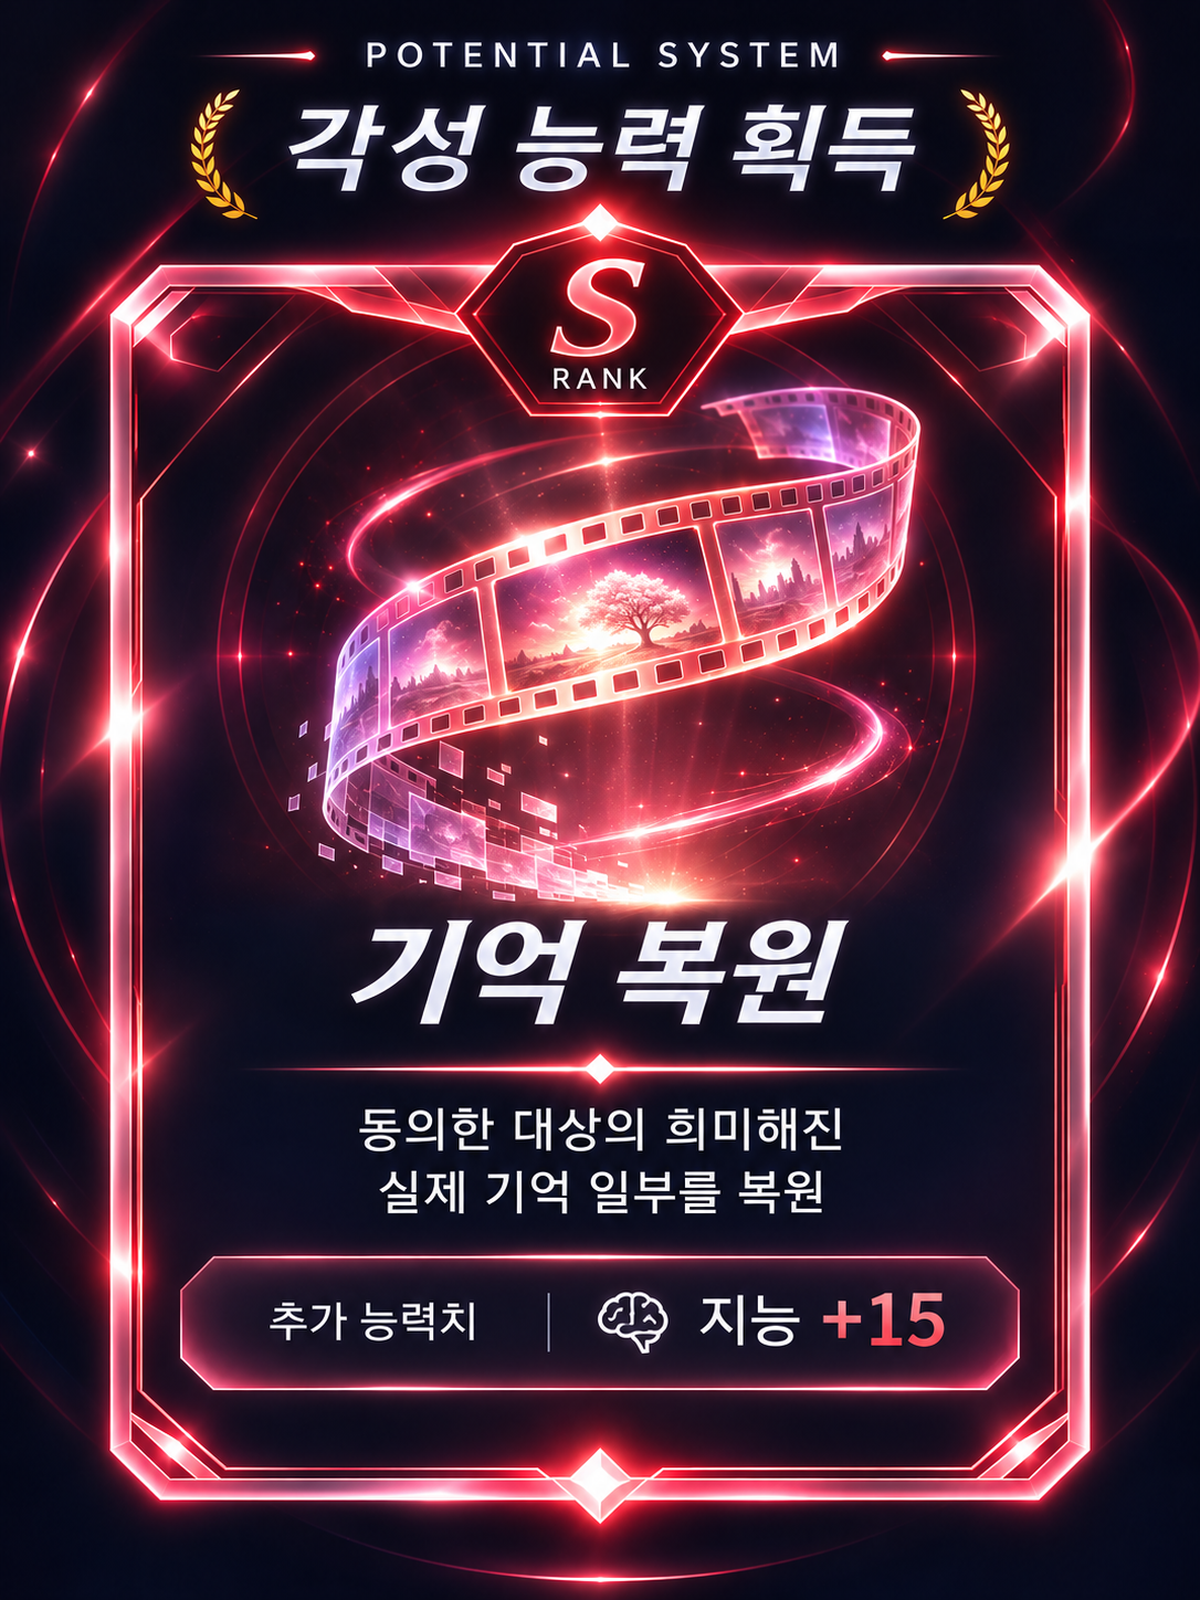 POTENTIAL SYSTEM
각성 능력 획득
S
RANK
기억 복원
동의한 대상의 희미해진
실제 기억 일부를 복원
추가 능력치 지능 +15